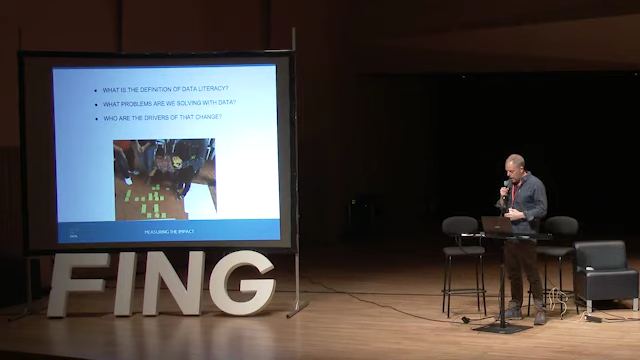 WHAT IS THE DEFINITION OF DATA LITERACY?
WHAT PROBLEMS ARE WE SOLVING WITH DATA?
WHO ARE THE DRIVERS OF THAT CHANGE?
MEASURING THE IMPACT
FING